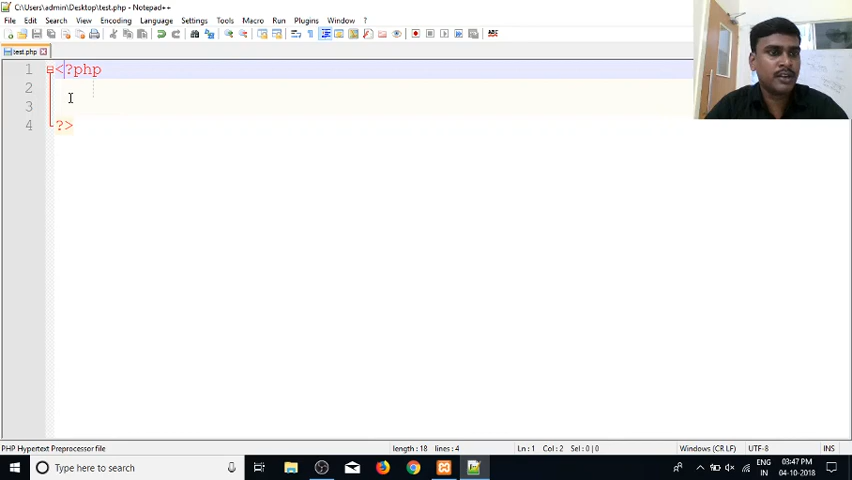 C:\Users\admin\Desktop\test.php - Notepad++
File Edit Search View Encoding Language Settings Tools Macro Run Plugins Window ?
test.php
1 <?php
2
3
4 ?>
PHP Hypertext Preprocessor file length : 18 lines : 4 Ln : 1 Col : 2 Sel : 0 | 0 Windows (CR LF) UTF-8 INS
Type here to search
ENG
IN
03:47 PM
04-10-2018